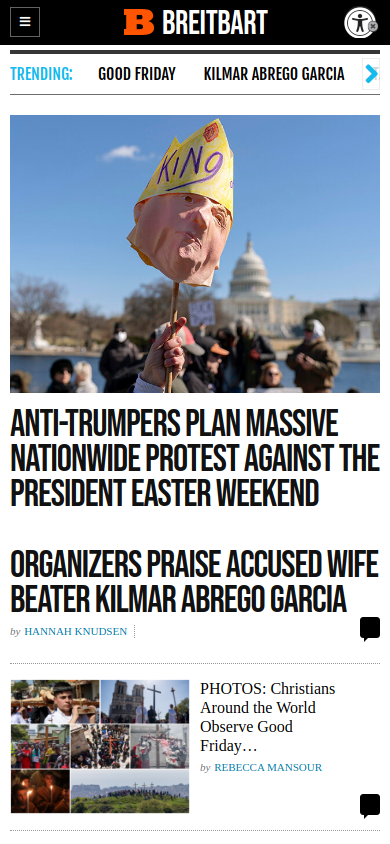 BREITBART
TRENDING: GOOD FRIDAY KILMAR ABREGO GARCIA
KING
ANTI-TRUMPERS PLAN MASSIVE
NATIONWIDE PROTEST AGAINST THE
PRESIDENT EASTER WEEKEND
ORGANIZERS PRAISE ACCUSED WIFE
BEATER KILMAR ABREGO GARCIA
by HANNAH KNUDSEN
PHOTOS: Christians
Around the World
Observe Good
Friday…
by REBECCA MANSOUR